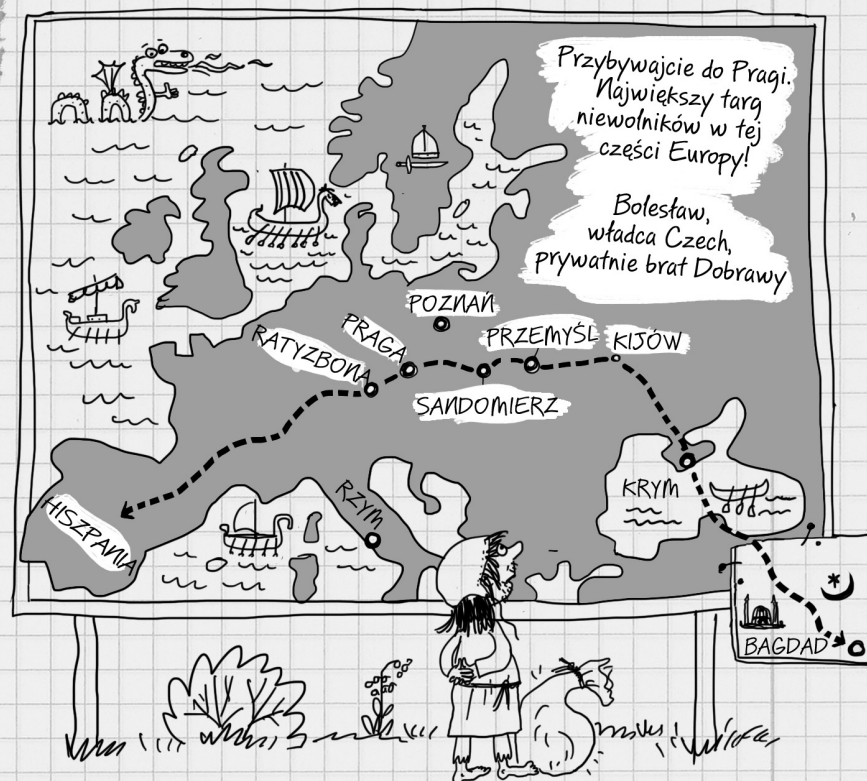 Przybywajcie do Pragi.
Największy targ
niewolników w tej
części Europy!
Bolesław,
władca Czech,
prywatnie brat Dobrawy
POZNAŃ
PRAGA
RATYZBONA
PRZEMYŚL
KIJÓW
SANDOMIERZ
KRYM
RZYM
HISZPANIA
BAGDAD